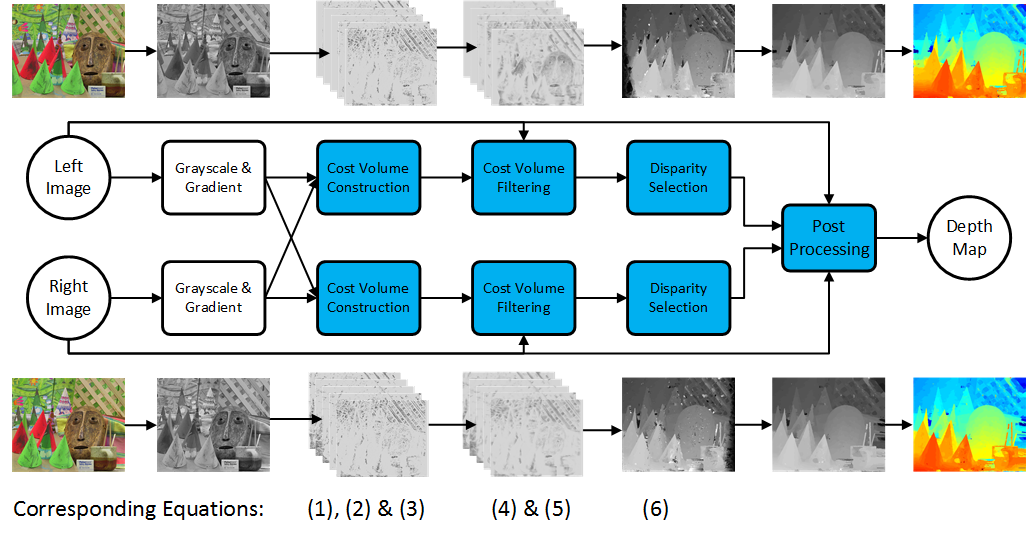 Left
Image
Grayscale &
Gradient
Cost Volume
Construction
Cost Volume
Filtering
Disparity
Selection
Post
Processing
Depth
Map
Right
Image
Grayscale &
Gradient
Cost Volume
Construction
Cost Volume
Filtering
Disparity
Selection
Corresponding Equations: (1), (2) & (3) (4) & (5) (6)